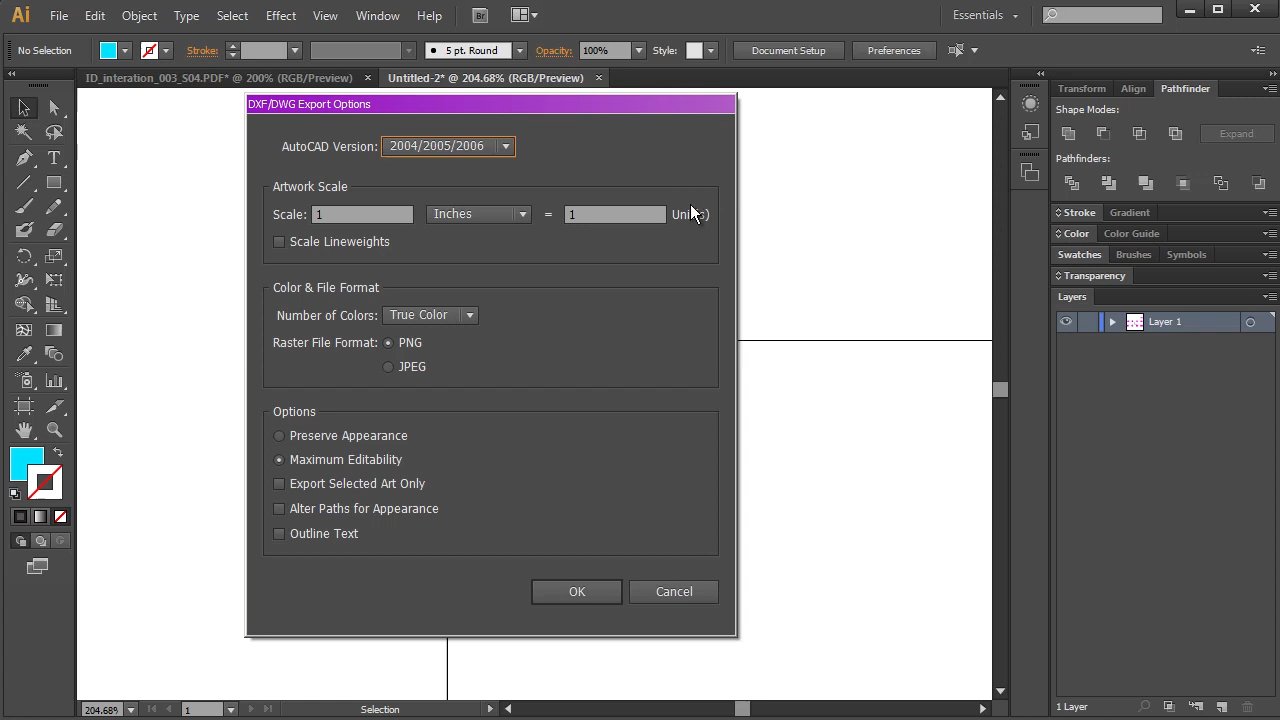 Ai File Edit Object Type Select Effect View Window Help Br Essentials
No Selection Stroke: 5 pt. Round Opacity: 100% Style: Document Setup Preferences
ID_interation_003_S04.PDF* @ 200% (RGB/Preview) Untitled-2* @ 204.68% (RGB/Preview)
DXF/DWG Export Options
AutoCAD Version: 2004/2005/2006
Artwork Scale
Scale: 1 Inches = 1
Scale Lineweights
Color & File Format
Number of Colors: True Color
Raster File Format: PNG
JPEG
Options
Preserve Appearance
Maximum Editability
Export Selected Art Only
Alter Paths for Appearance
Outline Text
OK Cancel
Transform Align Pathfinder
Shape Modes:
Expand
Pathfinders:
Stroke Gradient
Color Color Guide
Swatches Brushes Symbols
Transparency
Layers
Layer 1
1 Layer
204.68% 1 Selection